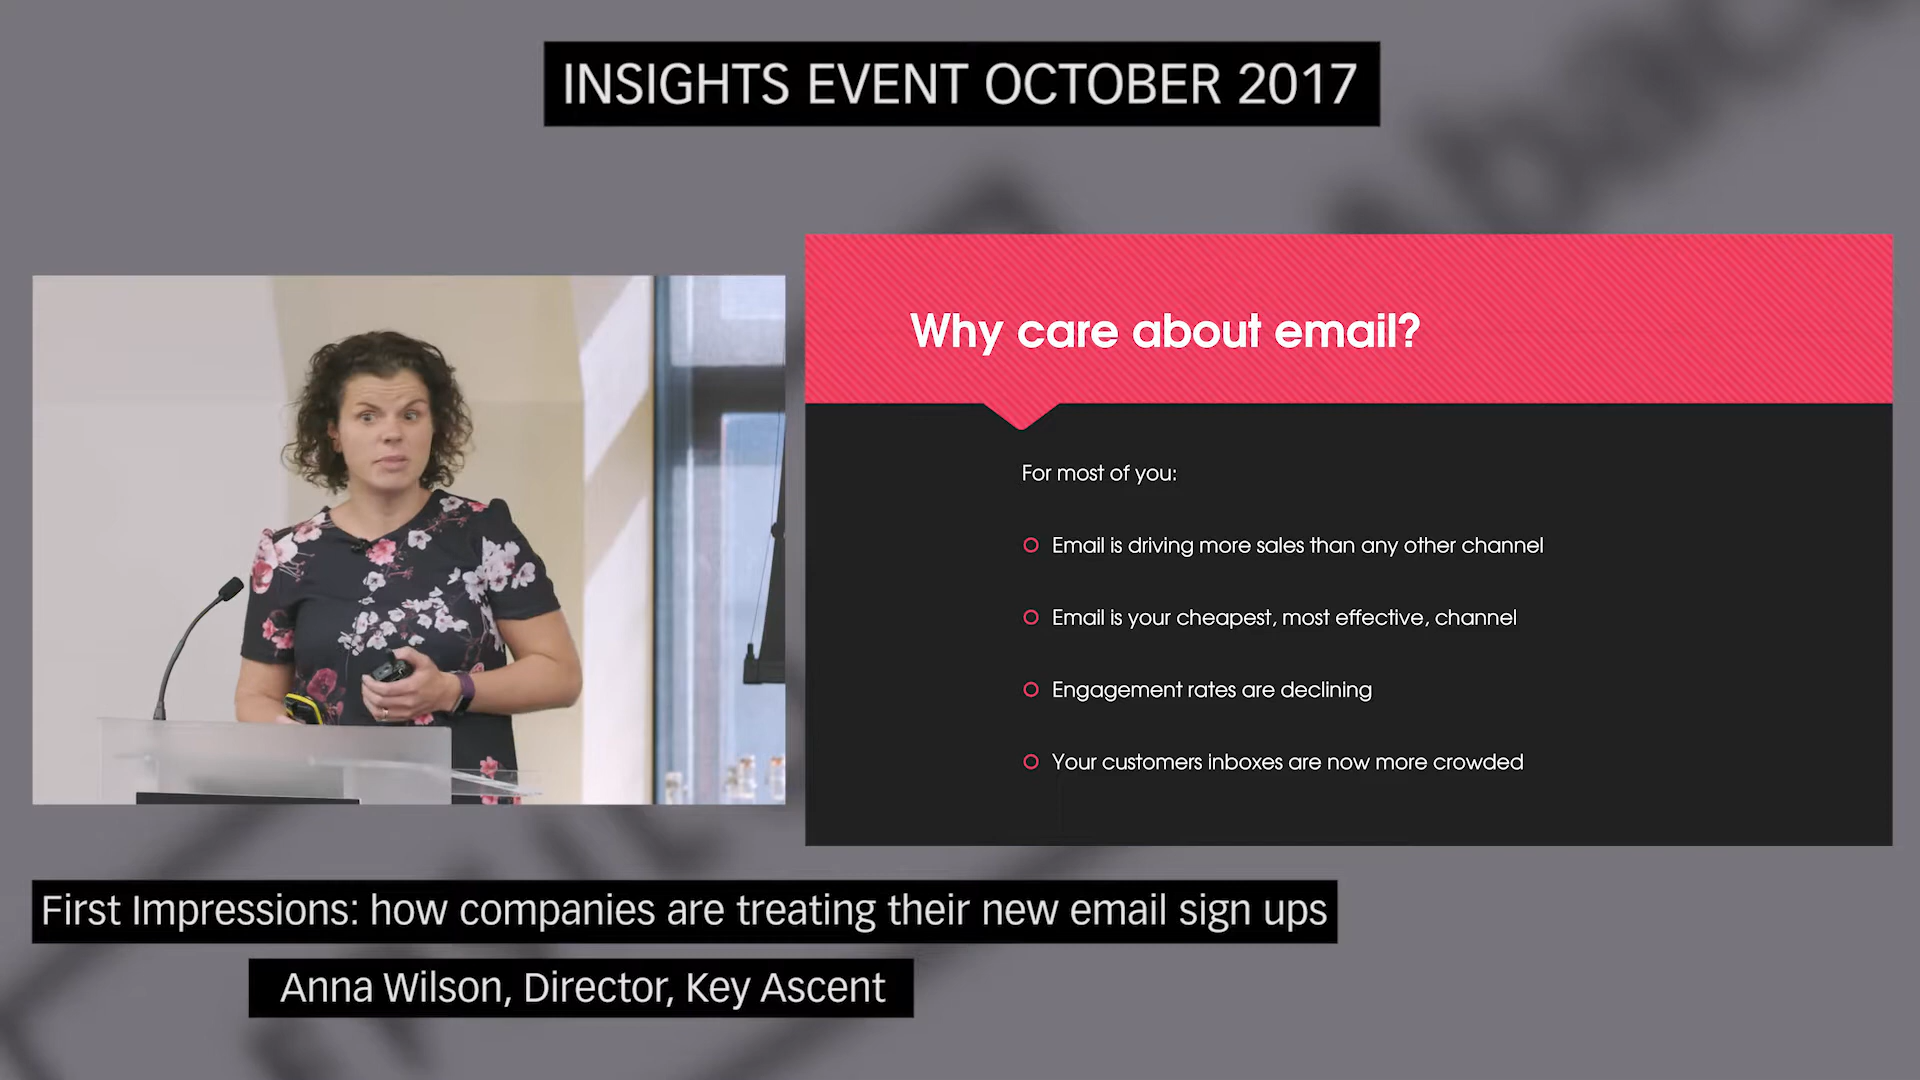 INSIGHTS EVENT OCTOBER 2017
Why care about email?
For most of you:
Email is driving more sales than any other channel
Email is your cheapest, most effective, channel
Engagement rates are declining
Your customers inboxes are now more crowded
First Impressions: how companies are treating their new email sign ups
Anna Wilson, Director, Key Ascent